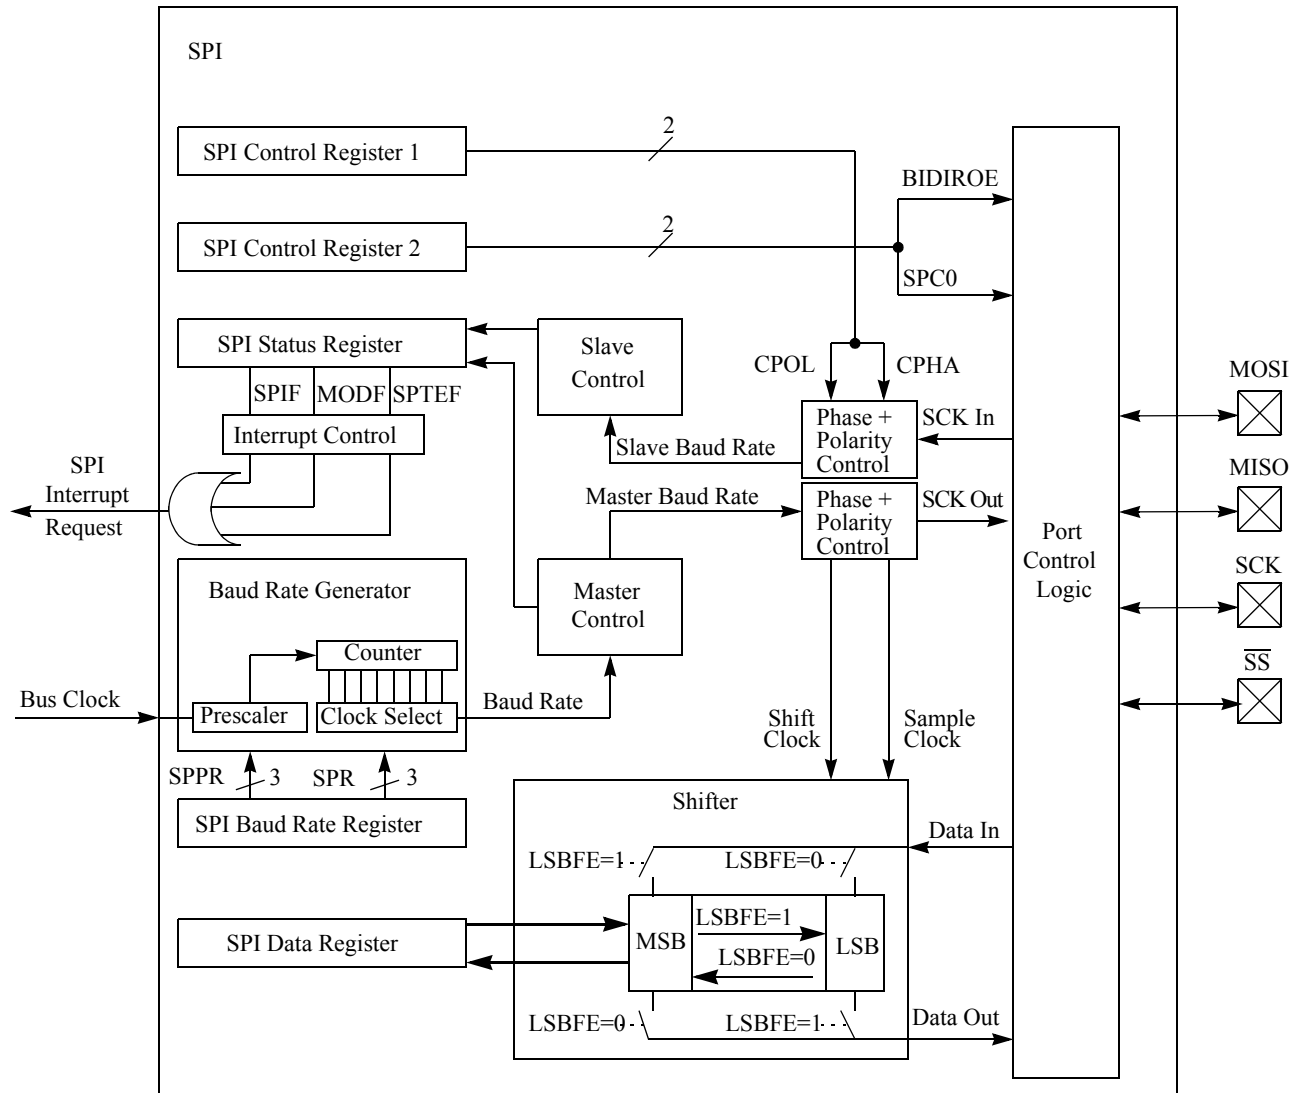 SPI
SPI Control Register 1
2
BIDIROE
SPI Control Register 2
2
SPC0
SPI Status Register
Slave
Control
CPOL
CPHA
MOSI
SPIF
MODF
SPTEF
Interrupt Control
Phase +
Polarity
Control
SCK In
Slave Baud Rate
SPI
Interrupt
Request
MISO
Master Baud Rate
Phase +
Polarity
Control
SCK Out
Port
Control
Logic
SCK
Baud Rate Generator
Master
Control
Counter
SS
Bus Clock
Prescaler
Clock Select
Baud Rate
Shift
Clock
Sample
Clock
SPPR
3
SPR
3
SPI Baud Rate Register
Shifter
Data In
LSBFE=1
LSBFE=0
SPI Data Register
MSB
LSBFE=1
LSBFE=0
LSB
LSBFE=0
LSBFE=1
Data Out